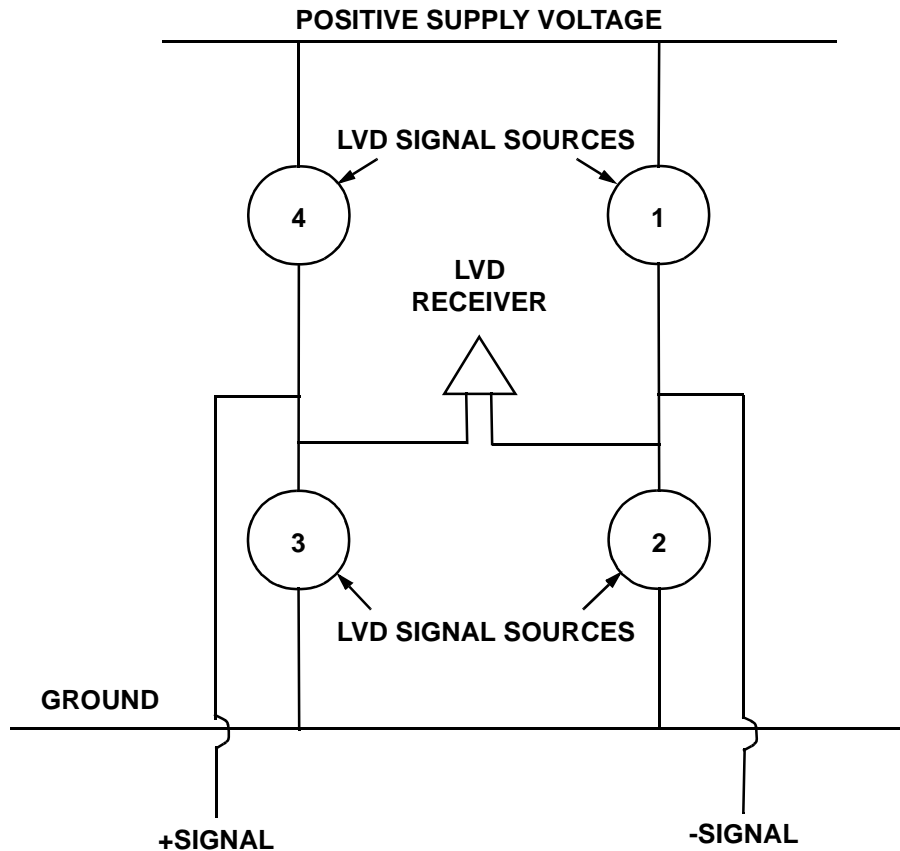 POSITIVE SUPPLY VOLTAGE
LVD SIGNAL SOURCES
4
1
LVD
RECEIVER
3
2
LVD SIGNAL SOURCES
GROUND
+SIGNAL
-SIGNAL